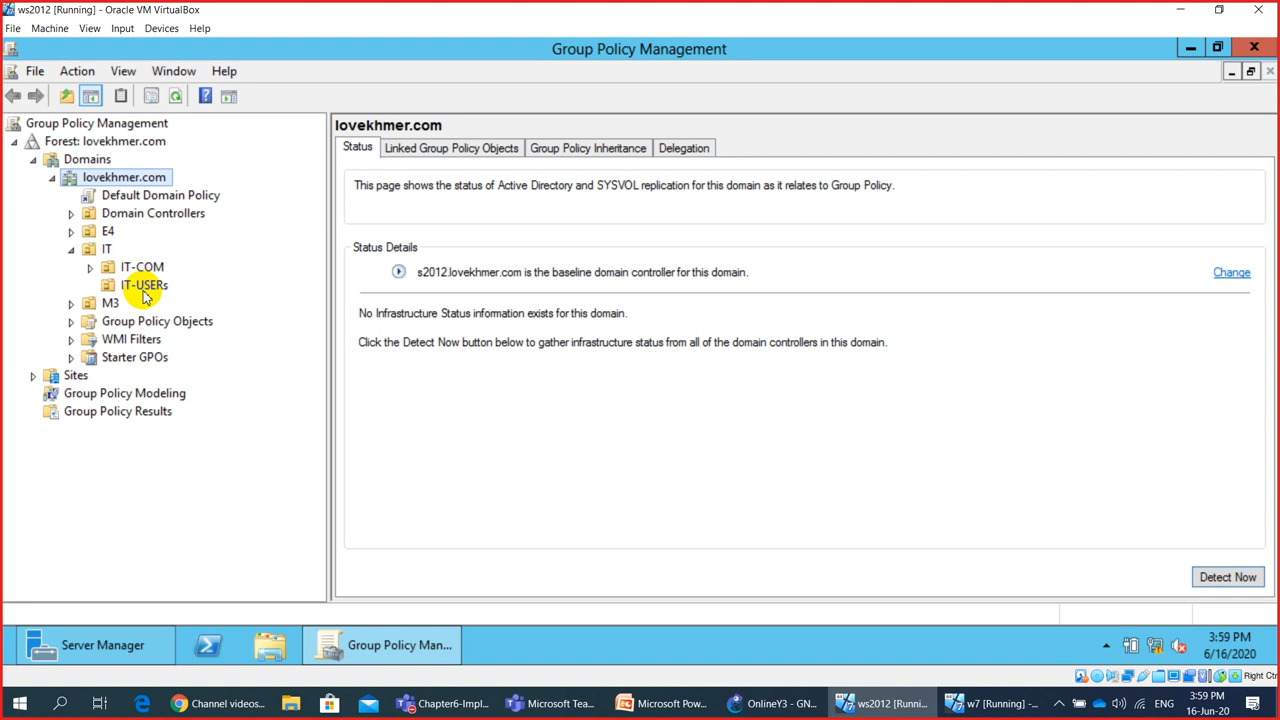 ws2012 [Running] - Oracle VM VirtualBox
File Machine View Input Devices Help
Group Policy Management
File Action View Window Help
Group Policy Management
Forest: lovekhmer.com
Domains
lovekhmer.com
Default Domain Policy
Domain Controllers
E4
IT
IT-COM
IT-USERs
M3
Group Policy Objects
WMI Filters
Starter GPOs
Sites
Group Policy Modeling
Group Policy Results
lovekhmer.com
Status Linked Group Policy Objects Group Policy Inheritance Delegation
This page shows the status of Active Directory and SYSVOL replication for this domain as it relates to Group Policy.
Status Details
s2012.lovekhmer.com is the baseline domain controller for this domain. Change
No Infrastructure Status information exists for this domain.
Click the Detect Now button below to gather infrastructure status from all of the domain controllers in this domain.
Detect Now
Server Manager Group Policy Man... 3:59 PM
6/16/2020
Right Ctr
Channel videos... Chapter6-Impl... Microsoft Tea... Microsoft Pow... OnlineY3 - GN... ws2012 [Runni... w7 [Running] -... ENG 3:59 PM
16-Jun-20